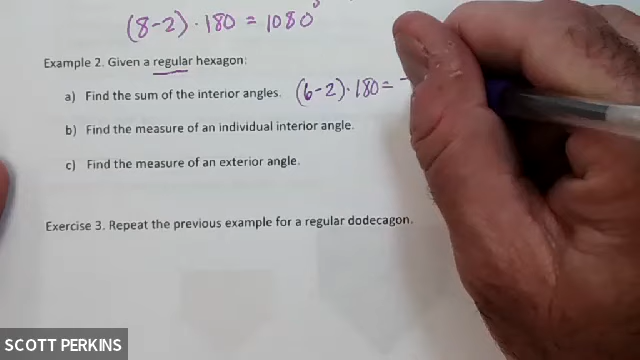 (8-2)·180 = 1080°
Example 2. Given a regular hexagon:
a) Find the sum of the interior angles. (6-2)·180 =
b) Find the measure of an individual interior angle.
c) Find the measure of an exterior angle.
Exercise 3. Repeat the previous example for a regular dodecagon.
SCOTT PERKINS